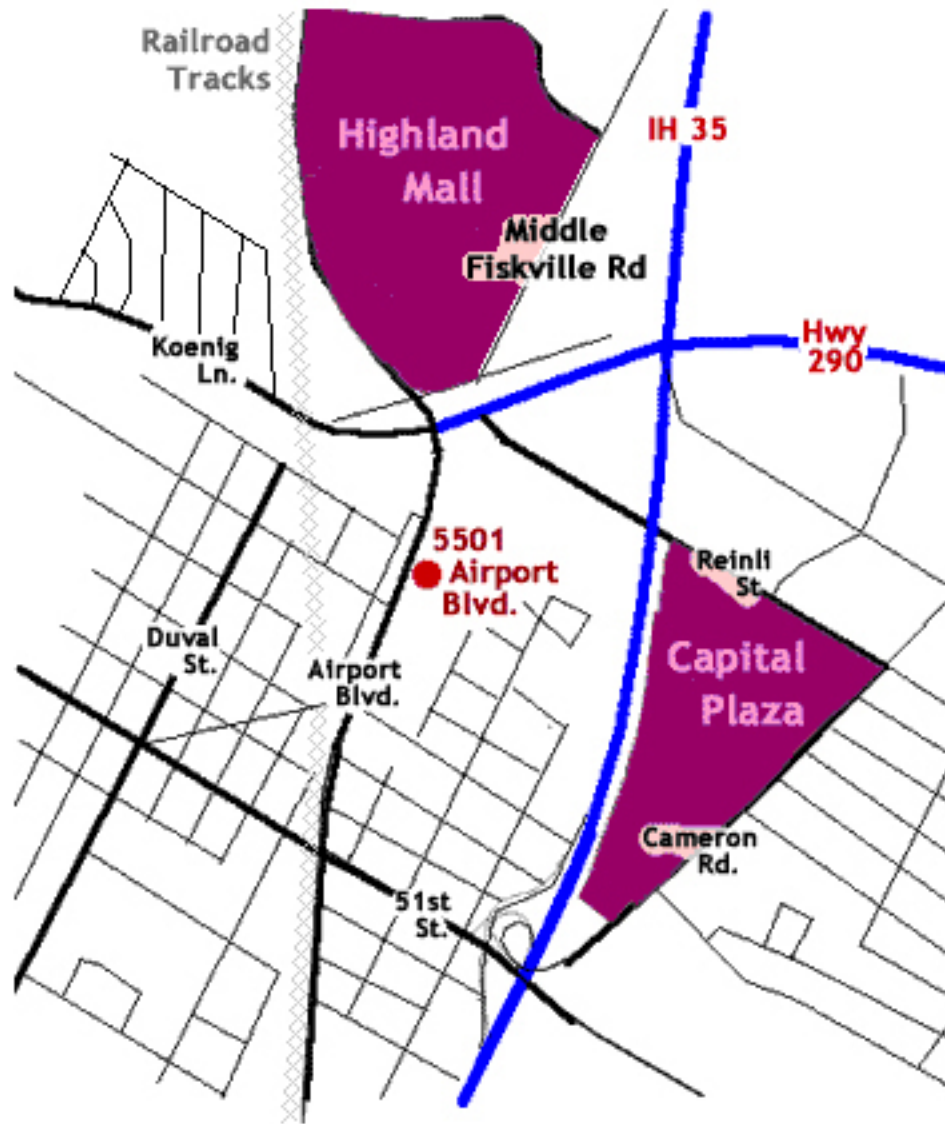 Railroad
Tracks
Highland
Mall
IH 35
Middle
Fiskville Rd
Hwy
290
Koenig
Ln.
5501
Airport
Blvd.
Reinli
St.
Duval
St.
Airport
Blvd.
Capital
Plaza
Cameron
Rd.
51st
St.